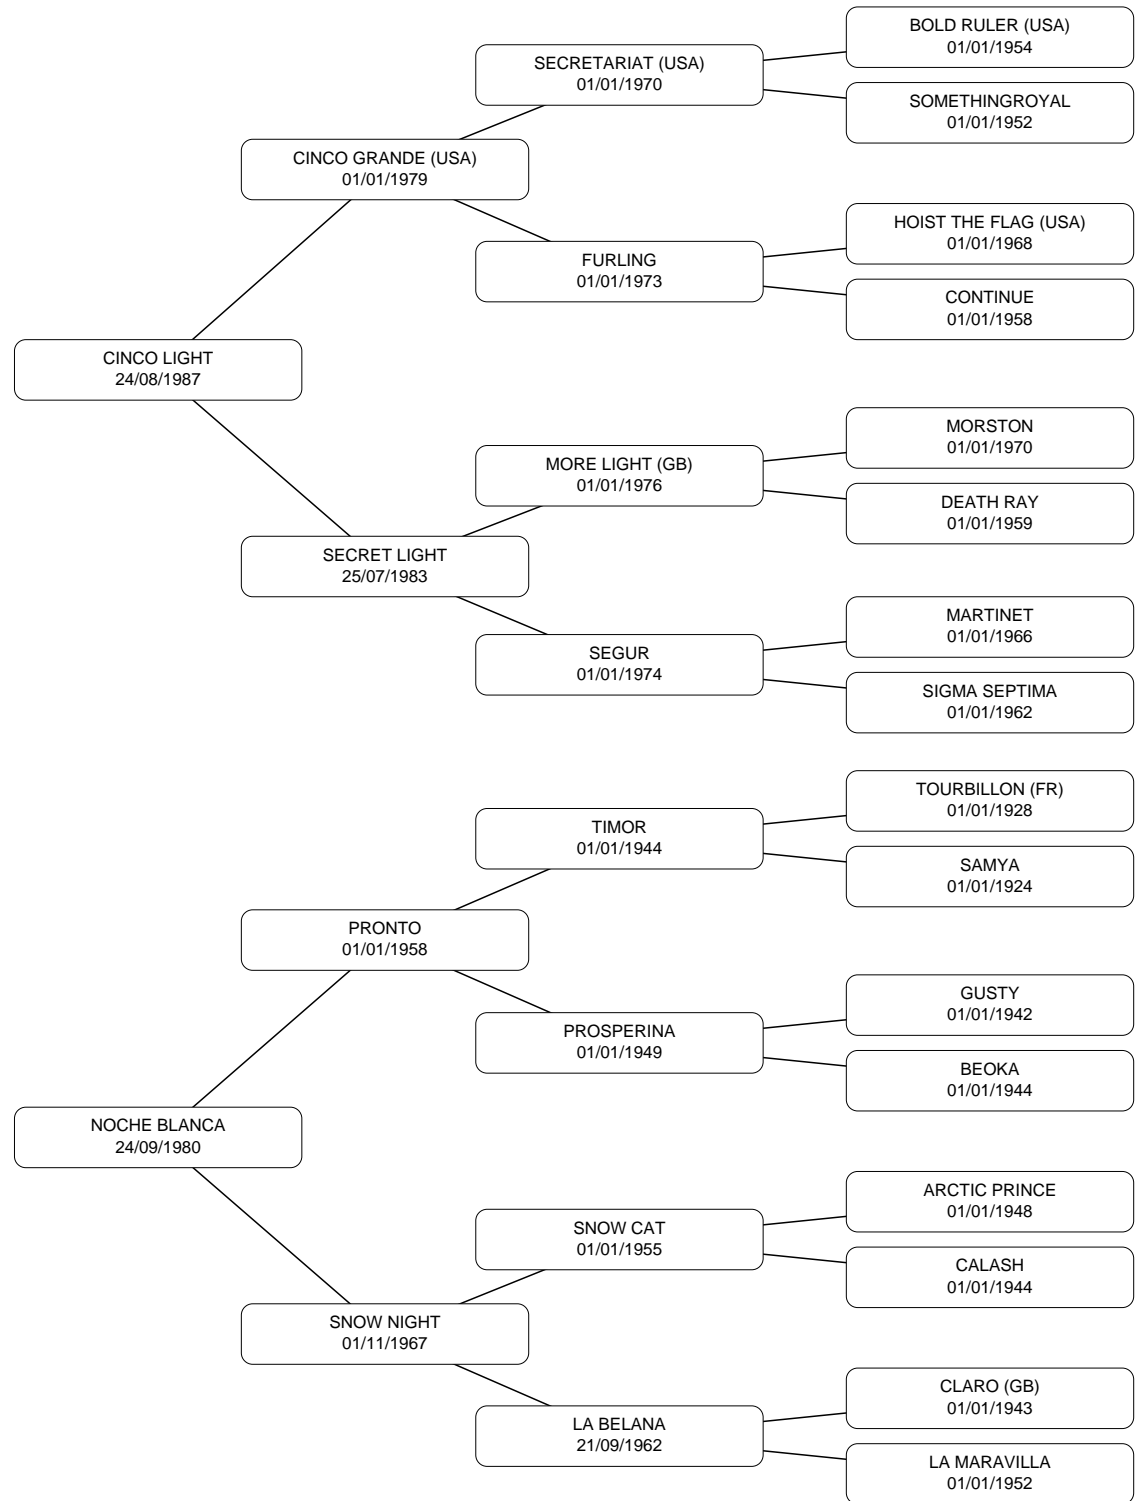 BOLD RULER (USA)
01/01/1954
SECRETARIAT (USA)
01/01/1970
SOMETHINGROYAL
01/01/1952
CINCO GRANDE (USA)
01/01/1979
HOIST THE FLAG (USA)
01/01/1968
FURLING
01/01/1973
CONTINUE
01/01/1958
CINCO LIGHT
24/08/1987
MORSTON
01/01/1970
MORE LIGHT (GB)
01/01/1976
DEATH RAY
01/01/1959
SECRET LIGHT
25/07/1983
MARTINET
01/01/1966
SEGUR
01/01/1974
SIGMA SEPTIMA
01/01/1962
TOURBILLON (FR)
01/01/1928
TIMOR
01/01/1944
SAMYA
01/01/1924
PRONTO
01/01/1958
GUSTY
01/01/1942
PROSPERINA
01/01/1949
BEOKA
01/01/1944
NOCHE BLANCA
24/09/1980
ARCTIC PRINCE
01/01/1948
SNOW CAT
01/01/1955
CALASH
01/01/1944
SNOW NIGHT
01/11/1967
CLARO (GB)
01/01/1943
LA BELANA
21/09/1962
LA MARAVILLA
01/01/1952